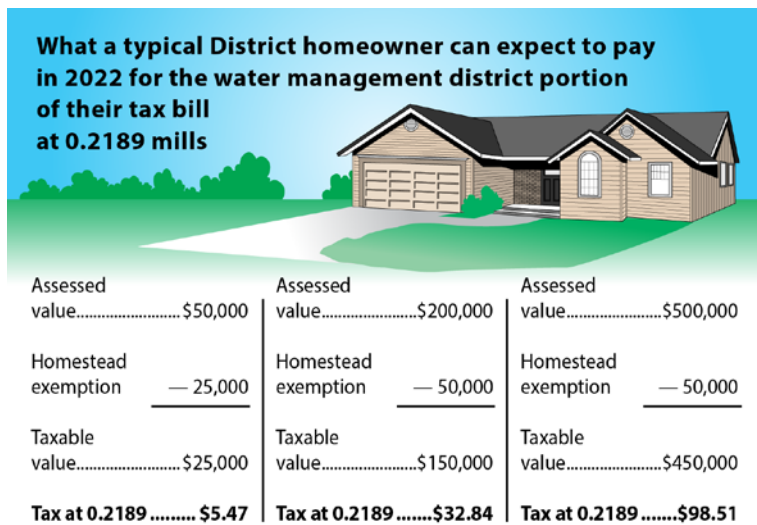 What a typical District homeowner can expect to pay
in 2022 for the water management district portion
of their tax bill
at 0.2189 mills
Assessed
value.......................... $50,000
Homestead
exemption — 25,000
Taxable
value.......................... $25,000
Tax at 0.2189 ......... $5.47
Assessed
value........................$200,000
Homestead
exemption — 50,000
Taxable
value........................$150,000
Tax at 0.2189 .......$32.84
Assessed
value........................$500,000
Homestead
exemption — 50,000
Taxable
value........................$450,000
Tax at 0.2189 .......$98.51